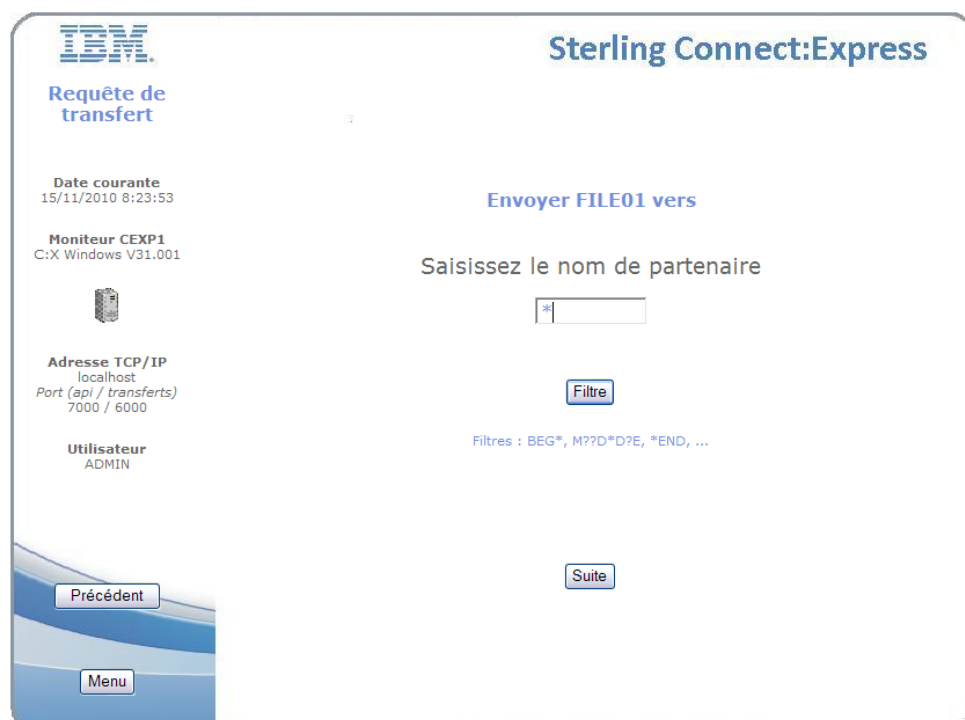 IBM.
Sterling Connect:Express
Requête de
transfert
Date courante
15/11/2010 8:23:53
Moniteur CEXP1
C:X Windows V31.001
Adresse TCP/IP
localhost
Port (api / transferts)
7000 / 6000
Utilisateur
ADMIN
Précédent
Menu
Envoyer FILE01 vers
Saisissez le nom de partenaire
*
Filtre
Filtres : BEG*, M??D*D?E, *END, ...
Suite